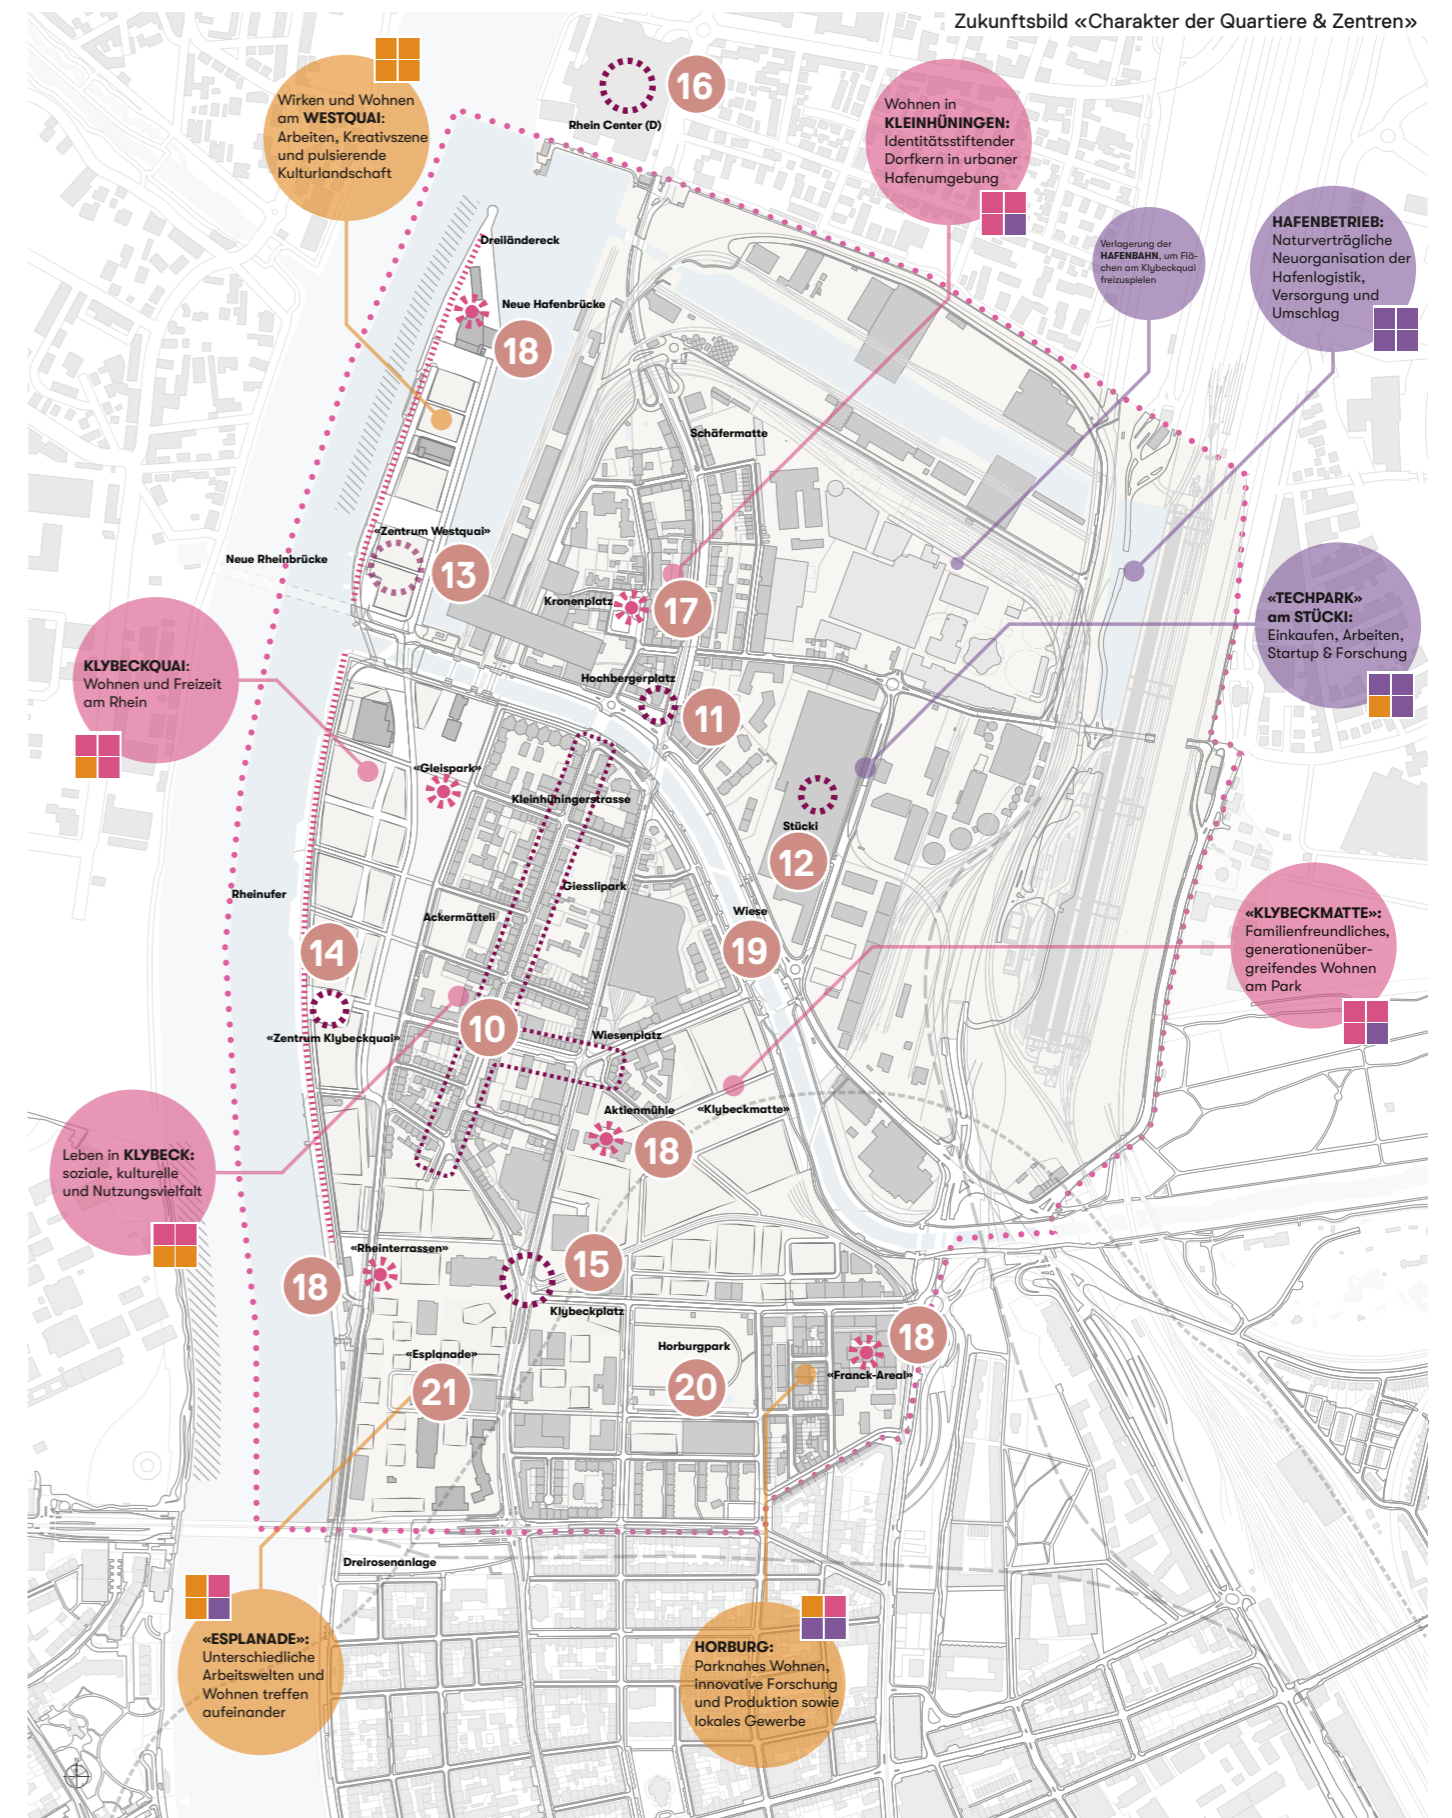 Zukunftsbild «Charakter der Quartiere & Zentren»
Wirken und Wohnen
am WESTQUAI:
Arbeiten, Kreativszene
und pulsierende
Kulturlandschaft
16
Rhein Center (D)
Wohnen in
KLEINHÜNINGEN:
Identitätsstiftender
Dorfkern in urbaner
Hafenumgebung
Verlagerung der
HAFENBAHN, um Flä-
chen am Klybeckquai
freizuspielen
HAFENBETRIEB:
Naturverträgliche
Neuorganisation der
Hafenlogistik,
Versorgung und
Umschlag
Dreiländereck
Neue Hafenbrücke
18
Schäfermatte
«Zentrum Westquai»
Neue Rheinbrücke
13
Kronenplatz
17
«TECHPARK»
am STÜCKI:
Einkaufen, Arbeiten,
Startup & Forschung
KLYBECKQUAI:
Wohnen und Freizeit
am Rhein
Hochbergerplatz
11
«Gleispark»
Kleinhüningerstrasse
Stücki
12
Rheinufer
Giesslipark
Ackermätteli
Wiese
19
14
«KLYBECKMATTE»:
Familienfreundliches,
generationenüber-
greifendes Wohnen
am Park
«Zentrum Klybeckquai»
10
Wiesenplatz
Aktienmühle
«Klybeckmatte»
18
Leben in KLYBECK:
soziale, kulturelle
und Nutzungsvielfalt
«Rheinterrassen»
18
15
Klybeckplatz
«Esplanade»
21
Horburgpark
20
18
«Franck-Areal»
Dreirosenanlage
«ESPLANADE»:
Unterschiedliche
Arbeitswelten und
Wohnen treffen
aufeinander
HORBURG:
Parknahes Wohnen,
innovative Forschung
und Produktion sowie
lokales Gewerbe